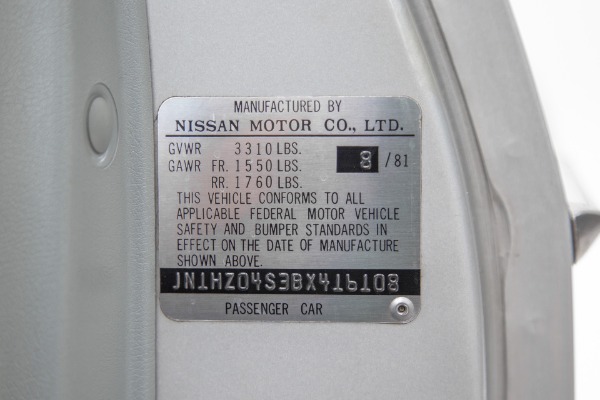 MANUFACTURED BY
NISSAN MOTOR CO., LTD.
GVWR 3310 LBS.
GAWR FR. 1550 LBS. 8 / 81
RR. 1760 LBS.
THIS VEHICLE CONFORMS TO ALL
APPLICABLE FEDERAL MOTOR VEHICLE
SAFETY AND BUMPER STANDARDS IN
EFFECT ON THE DATE OF MANUFACTURE
SHOWN ABOVE.
JN1HZ04S3BX416108
PASSENGER CAR